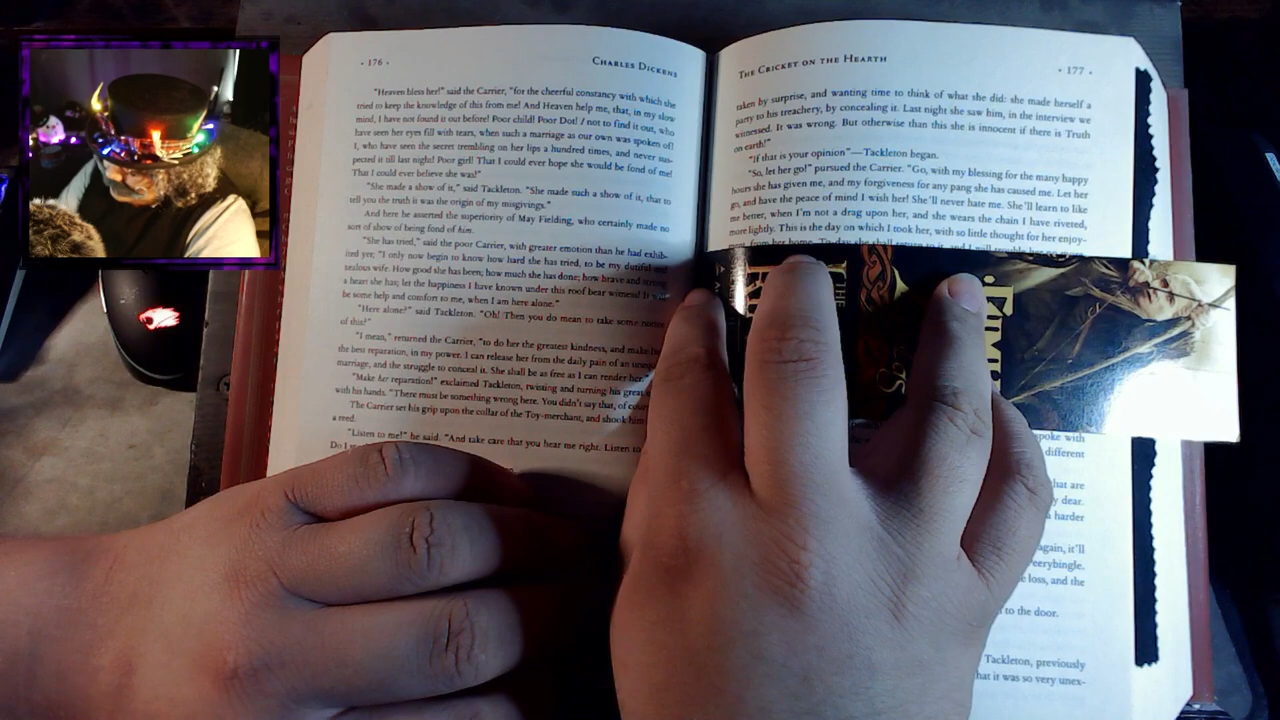 · 176 ·
CHARLES DICKENS
"Heaven bless her!" said the Carrier, "for the cheerful constancy with which she
tried to keep the knowledge of this from me! And Heaven help me, that, in my slow
mind, I have not found it out before! Poor child! Poor Dot! I not to find it out, who
have seen her eyes fill with tears, when such a marriage as our own was spoken of!
I, who have seen the secret trembling on her lips a hundred times, and never sus-
pected it till last night! Poor girl! That I could ever hope she would be fond of me!
That I could ever believe she was!"
"She made a show of it," said Tackleton. "She made such a show of it, that to
tell you the truth it was the origin of my misgivings."
And here he asserted the superiority of May Fielding, who certainly made no
sort of show of being fond of him.
"She has tried," said the poor Carrier, with greater emotion than he had exhib-
ited yet; "I only now begin to know how hard she has tried, to be my dutiful and
zealous wife. How good she has been; how much she has done; how brave and strong
a heart she has; let the happiness I have known under this roof bear witness! It will
be some help and comfort to me, when I am here alone."
"Here alone?" said Tackleton. "Oh! Then you do mean to take some notice
of this?"
"I mean," returned the Carrier, "to do her the greatest kindness, and make her
the best reparation, in my power. I can release her from the daily pain of an unequal
marriage, and the struggle to conceal it. She shall be as free as I can render her."
"Make her reparation!" exclaimed Tackleton, twisting and turning his great
with his hands. "There must be something wrong here. You didn't say that, of
The Carrier set his grip upon the collar of the Toy-merchant, and shook him
a reed.
"Listen to me!" he said. "And take care that you hear me right. Listen to
Do I
THE CRICKET ON THE HEARTH
· 177 ·
taken by surprise, and wanting time to think of what she did: she made herself a
party to his treachery, by concealing it. Last night she saw him, in the interview we
witnessed. It was wrong. But otherwise than this she is innocent if there is Truth
on earth!"
"If that is your opinion"—Tackleton began.
"So, let her go!" pursued the Carrier. "Go, with my blessing for the many happy
hours she has given me, and my forgiveness for any pang she has caused me. Let her
go, and have the peace of mind I wish her! She'll never hate me. She'll learn to like
me better, when I'm not a drag upon her, and she wears the chain I have riveted,
more lightly. This is the day on which I took her, with so little thought for her enjoy-
ment, from her home. To-day she shall return to it, and I will trouble her
THE
spoke with
different
that are
my dear.
a harder
again, it'll
loss, and the
to the door.
Tackleton, previously
that it was so very unex-